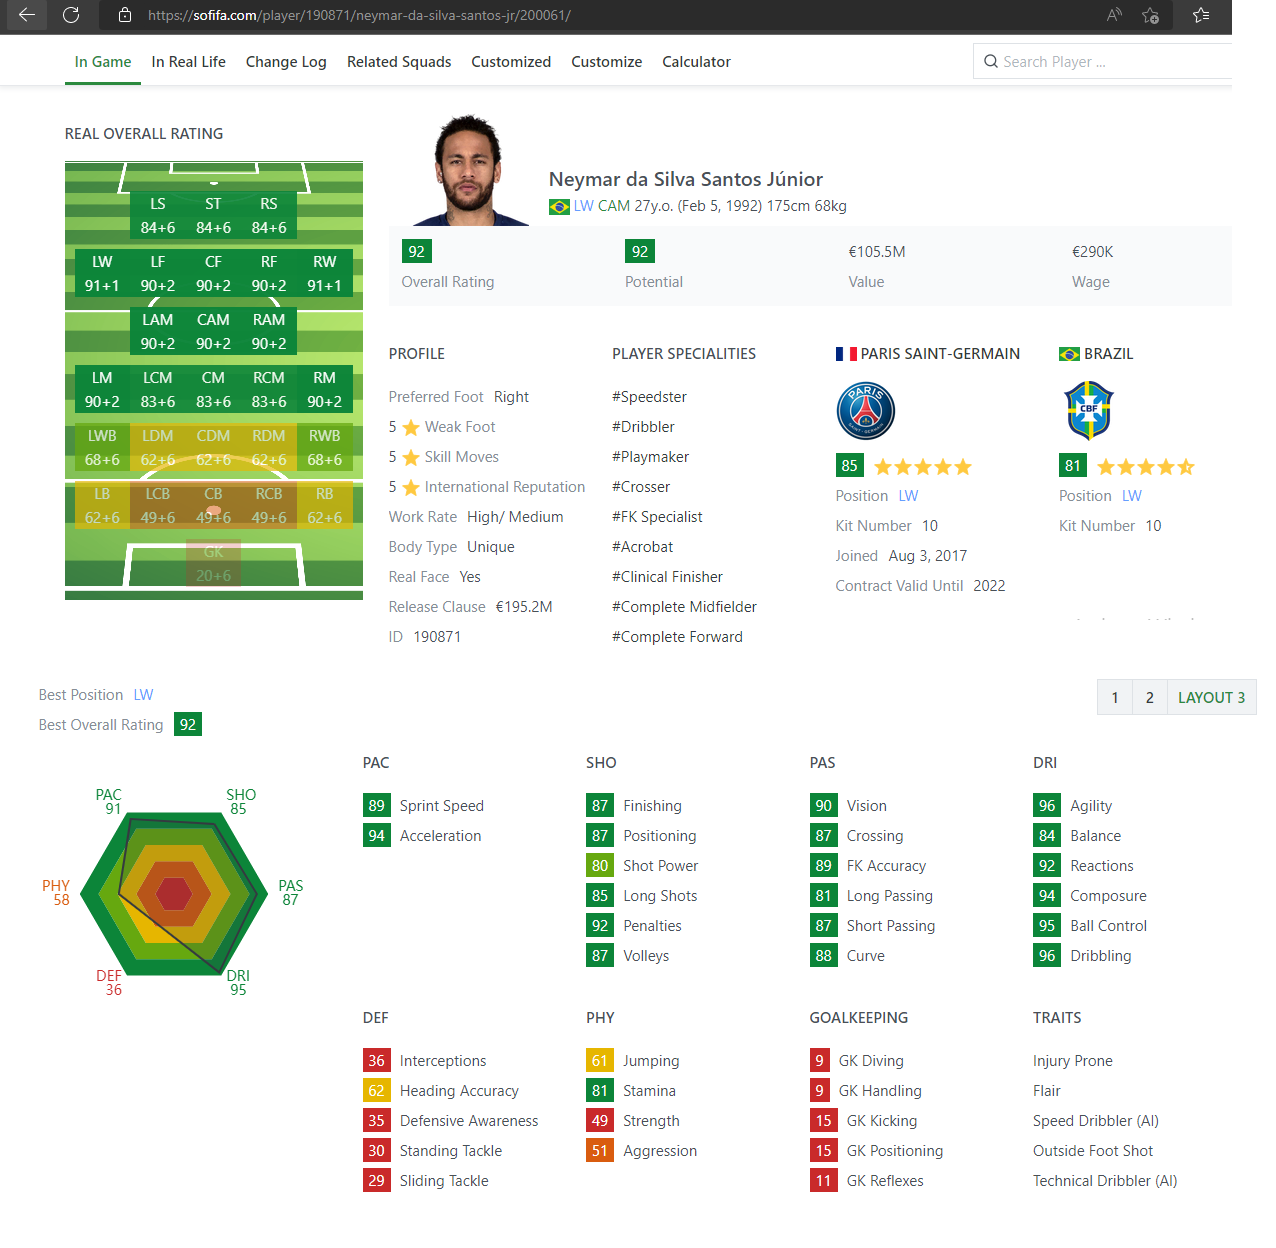 https://sofifa.com/player/190871/neymar-da-silva-santos-jr/200061/
In Game In Real Life Change Log Related Squads Customized Customize Calculator
Search Player ...
REAL OVERALL RATING
LS ST RS
84+6 84+6 84+6
LW LF CF RF RW
91+1 90+2 90+2 90+2 91+1
LAM CAM RAM
90+2 90+2 90+2
LM LCM CM RCM RM
90+2 83+6 83+6 83+6 90+2
LWB LDM CDM RDM RWB
68+6 62+6 62+6 62+6 68+6
LB LCB CB RCB RB
62+6 49+6 49+6 49+6 62+6
GK
20+6
Neymar da Silva Santos Júnior
LW CAM 27y.o. (Feb 5, 1992) 175cm 68kg
92 92 €105.5M €290K
Overall Rating Potential Value Wage
PROFILE
Preferred Foot Right
5 Weak Foot
5 Skill Moves
5 International Reputation
Work Rate High/ Medium
Body Type Unique
Real Face Yes
Release Clause €195.2M
ID 190871
PLAYER SPECIALITIES
#Speedster
#Dribbler
#Playmaker
#Crosser
#FK Specialist
#Acrobat
#Clinical Finisher
#Complete Midfielder
#Complete Forward
PARIS SAINT-GERMAIN
PARIS
SAINT-GERMAIN
85
Position LW
Kit Number 10
Joined Aug 3, 2017
Contract Valid Until 2022
BRAZIL
CBF
81
Position LW
Kit Number 10
Best Position LW
Best Overall Rating 92
1 2 LAYOUT 3
PAC
91
SHO
85
PHY
58
PAS
87
DEF
36
DRI
95
PAC
89 Sprint Speed
94 Acceleration
SHO
87 Finishing
87 Positioning
80 Shot Power
85 Long Shots
92 Penalties
87 Volleys
PAS
90 Vision
87 Crossing
89 FK Accuracy
81 Long Passing
87 Short Passing
88 Curve
DRI
96 Agility
84 Balance
92 Reactions
94 Composure
95 Ball Control
96 Dribbling
DEF
36 Interceptions
62 Heading Accuracy
35 Defensive Awareness
30 Standing Tackle
29 Sliding Tackle
PHY
61 Jumping
81 Stamina
49 Strength
51 Aggression
GOALKEEPING
9 GK Diving
9 GK Handling
15 GK Kicking
15 GK Positioning
11 GK Reflexes
TRAITS
Injury Prone
Flair
Speed Dribbler (AI)
Outside Foot Shot
Technical Dribbler (AI)